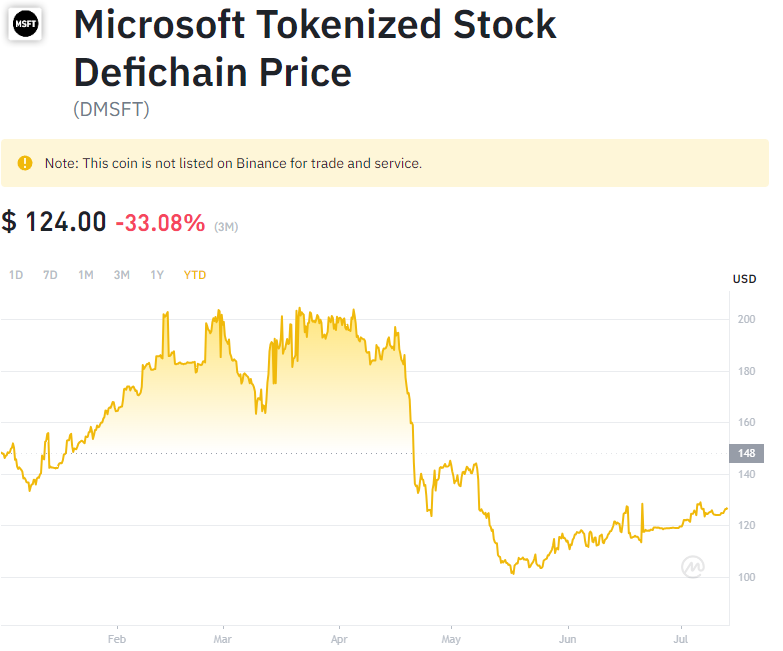 MSFT
Microsoft Tokenized Stock
Defichain Price
(DMSFT)
Note: This coin is not listed on Binance for trade and service.
$ 124.00 -33.08% (3M)
1D 7D 1M 3M 1Y YTD
USD
200
180
160
148
140
120
100
Feb Mar Apr May Jun Jul